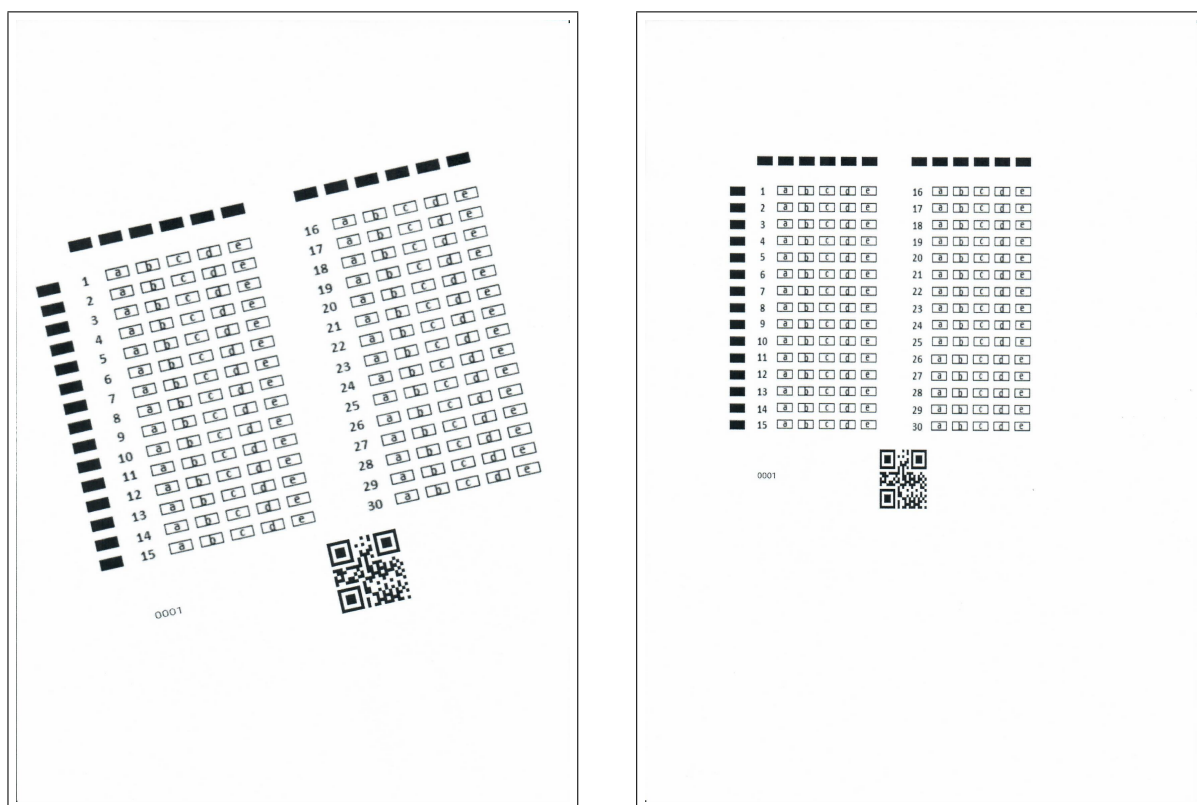 1 a b c d e
2 a b c d e
3 a b c d e
4 a b c d e
5 a b c d e
6 a b c d e
7 a b c d e
8 a b c d e
9 a b c d e
10 a b c d e
11 a b c d e
12 a b c d e
13 a b c d e
14 a b c d e
15 a b c d e
16 a b c d e
17 a b c d e
18 a b c d e
19 a b c d e
20 a b c d e
21 a b c d e
22 a b c d e
23 a b c d e
24 a b c d e
25 a b c d e
26 a b c d e
27 a b c d e
28 a b c d e
29 a b c d e
30 a b c d e
0001
1 a b c d e 16 a b c d e
2 a b c d e 17 a b c d e
3 a b c d e 18 a b c d e
4 a b c d e 19 a b c d e
5 a b c d e 20 a b c d e
6 a b c d e 21 a b c d e
7 a b c d e 22 a b c d e
8 a b c d e 23 a b c d e
9 a b c d e 24 a b c d e
10 a b c d e 25 a b c d e
11 a b c d e 26 a b c d e
12 a b c d e 27 a b c d e
13 a b c d e 28 a b c d e
14 a b c d e 29 a b c d e
15 a b c d e 30 a b c d e
0001